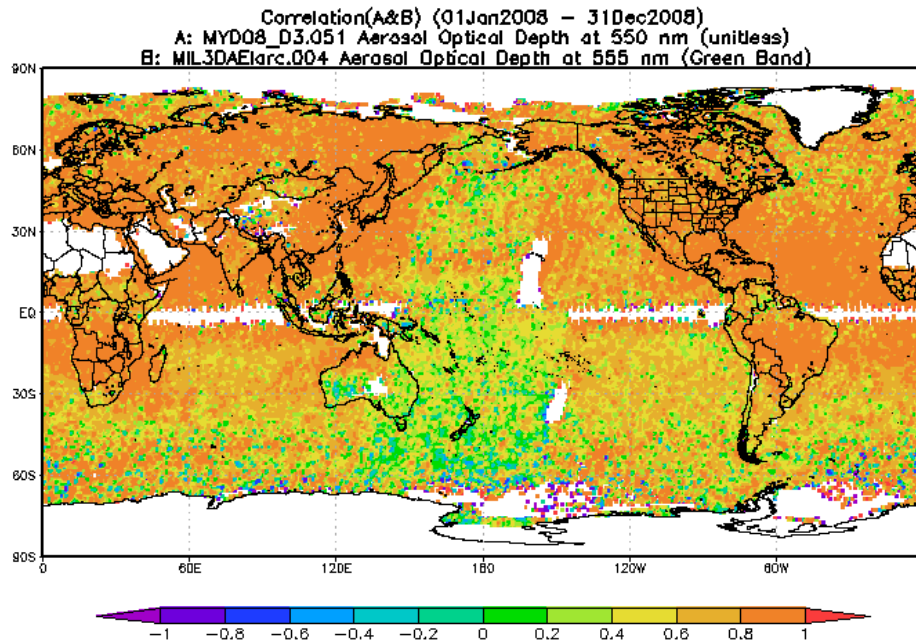 Correlation(A&B) (01Jan2008 – 31Dec2008)
A: MYD08_D3.051 Aerosol Optical Depth at 550 nm (unitless)
B: MIL3DAElarc.004 Aerosol Optical Depth at 555 nm (Green Band)
90N
60N
30N
EQ
30S
60S
90S
0 60E 120E 180 120W 60W
-1 -0.8 -0.6 -0.4 -0.2 0 0.2 0.4 0.6 0.8 1